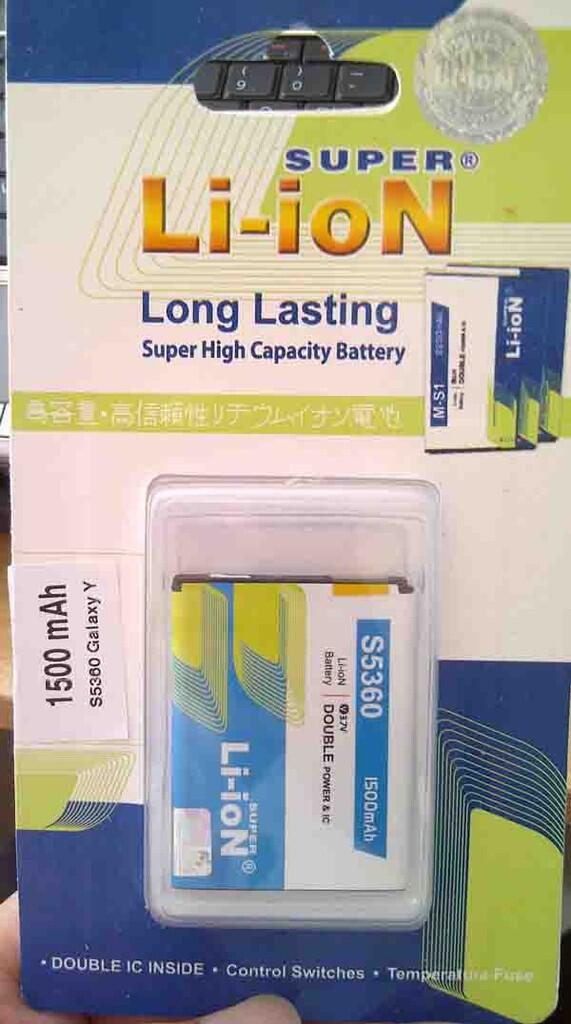 SUPER®
Li-ioN
Long Lasting
Super High Capacity Battery
高容量・高信頼性リチウムイオン電池
M-S1
DOUBLE
Li-ioN
1500 mAh
S5360 Galaxy Y
S5360
1500mAh
Li-ioN
Battery
3.7V
DOUBLE POWER & IC
SUPER
Li-ioN®
• DOUBLE IC INSIDE • Control Switches • Temperature Fuse